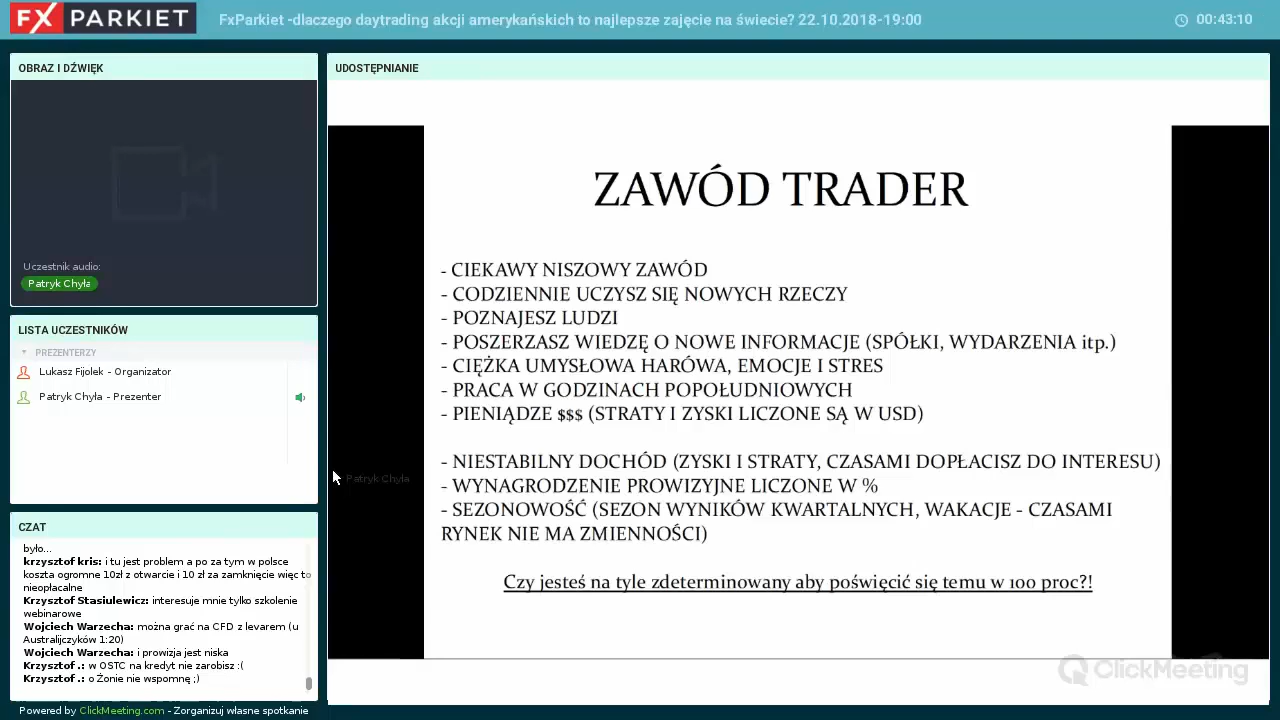 FX PARKIET
FxParkiet -dlaczego daytrading akcji amerykańskich to najlepsze zajęcie na świecie? 22.10.2018-19:00
00:43:10
OBRAZ I DŹWIĘK
Uczestnik audio:
Patryk Chyła
LISTA UCZESTNIKÓW
PREZENTERZY
Lukasz Fijolek - Organizator
Patryk Chyła - Prezenter
CZAT
było...
krzysztof kris: i tu jest problem a po za tym w polsce
koszta ogromne 10zł z otwarcie i 10 zł za zamknięcie więc to
nieopłacalne
Krzysztof Stasiulewicz: interesuje mnie tylko szkolenie
webinarowe
Wojciech Warzecha: można grać na CFD z levarem (u
Australijczyków 1:20)
Wojciech Warzecha: i prowizja jest niska
Krzysztof .: w OSTC na kredyt nie zarobisz :(
Krzysztof .: o Żonie nie wspomnę ;)
Powered by ClickMeeting.com - Zorganizuj własne spotkanie
UDOSTĘPNIANIE
ZAWÓD TRADER
- CIEKAWY NISZOWY ZAWÓD
- CODZIENNIE UCZYSZ SIĘ NOWYCH RZECZY
- POZNAJESZ LUDZI
- POSZERZASZ WIEDZĘ O NOWE INFORMACJE (SPÓŁKI, WYDARZENIA itp.)
- CIĘŻKA UMYSŁOWA HARÓWA, EMOCJE I STRES
- PRACA W GODZINACH POPOŁUDNIOWYCH
- PIENIĄDZE $$$ (STRATY I ZYSKI LICZONE SĄ W USD)
- NIESTABILNY DOCHÓD (ZYSKI I STRATY, CZASAMI DOPŁACISZ DO INTERESU)
- WYNAGRODZENIE PROWIZYJNE LICZONE W %
- SEZONOWOŚĆ (SEZON WYNIKÓW KWARTALNYCH, WAKACJE - CZASAMI
RYNEK NIE MA ZMIENNOŚCI)
Czy jesteś na tyle zdeterminowany aby poświęcić się temu w 100 proc?!
Patryk Chyla
ClickMeeting